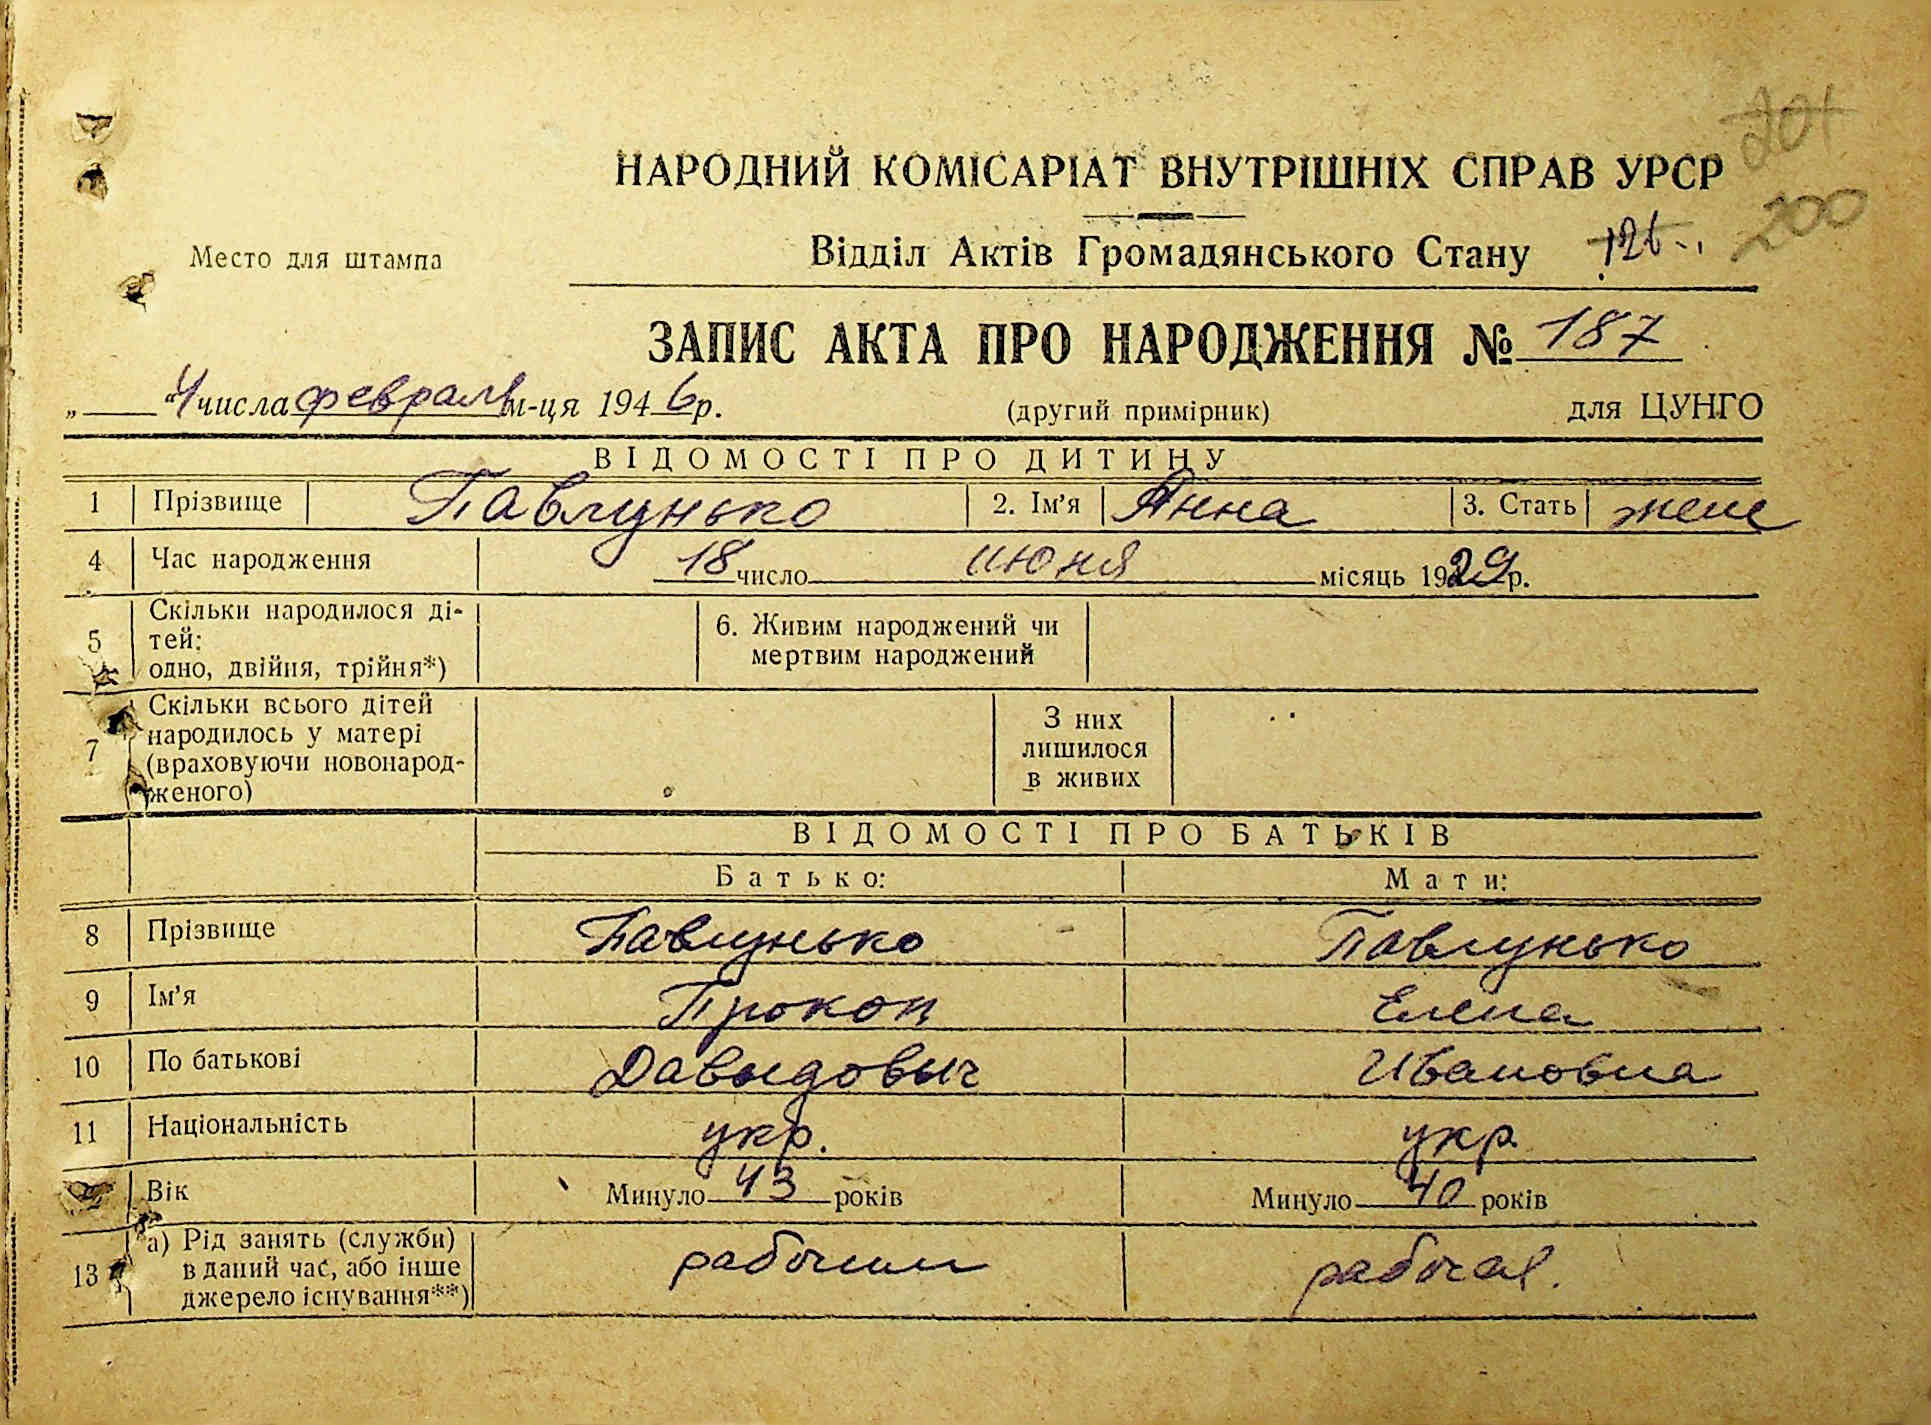 201
НАРОДНИЙ КОМІСАРІАТ ВНУТРІШНІХ СПРАВ УРСР
200
Место для штампа
Відділ Актів Громадянського Стану
ЗАПИС АКТА ПРО НАРОДЖЕННЯ № 187
„ “ 4 числа февраля м-ця 1946 р. (другий примірник) для ЦУНГО
ВІДОМОСТІ ПРО ДИТИНУ
1 Прізвище Павлунько 2. Ім’я Анна 3. Стать жен
4 Час народження 18 число июня місяць 1929 р.
5 Скільки народилося ді-
тей:
одно, двійня, трійня*)
6. Живим народжений чи
мертвим народжений
7 Скільки всього дітей
народилось у матері
(враховуючи новонарод-
женого)
З них
лишилося
в живих
ВІДОМОСТІ ПРО БАТЬКІВ
Батько: Мати:
8 Прізвище Павлунько Павлунько
9 Ім’я Прокоп Елена
10 По батькові Давыдовыч Ивановна
11 Національність укр. укр
Вік Минуло 43 років Минуло 40 років
13 а) Рід занять (служби)
в даний час, або інше
джерело існування**)
рабочий рабочая.